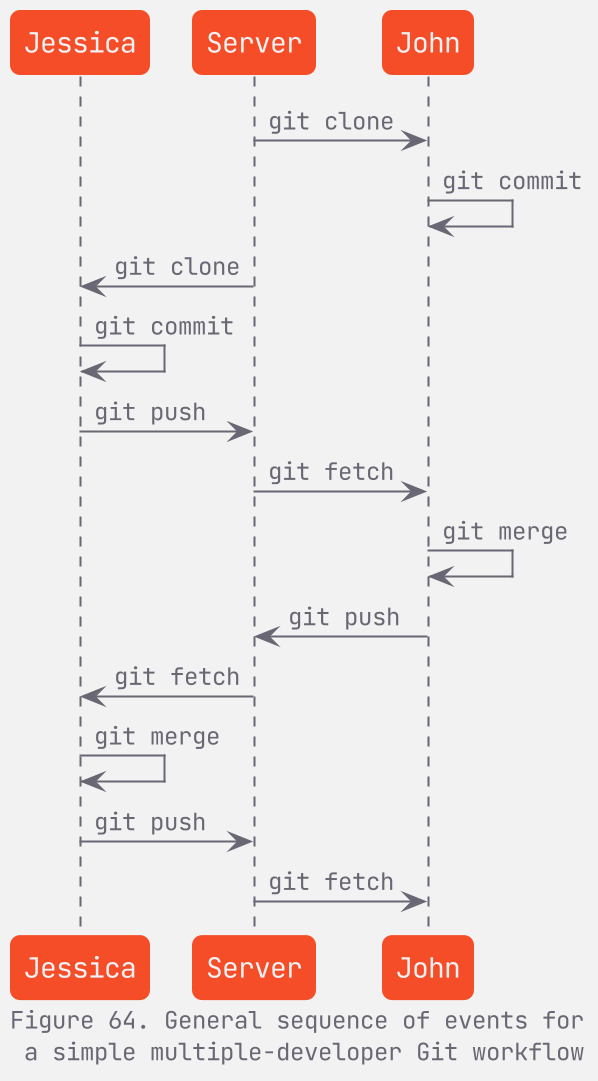 Jessica Server John
git clone
git commit
git clone
git commit
git push
git fetch
git merge
git push
git fetch
git merge
git push
git fetch
Jessica Server John
Figure 64. General sequence of events for
a simple multiple-developer Git workflow